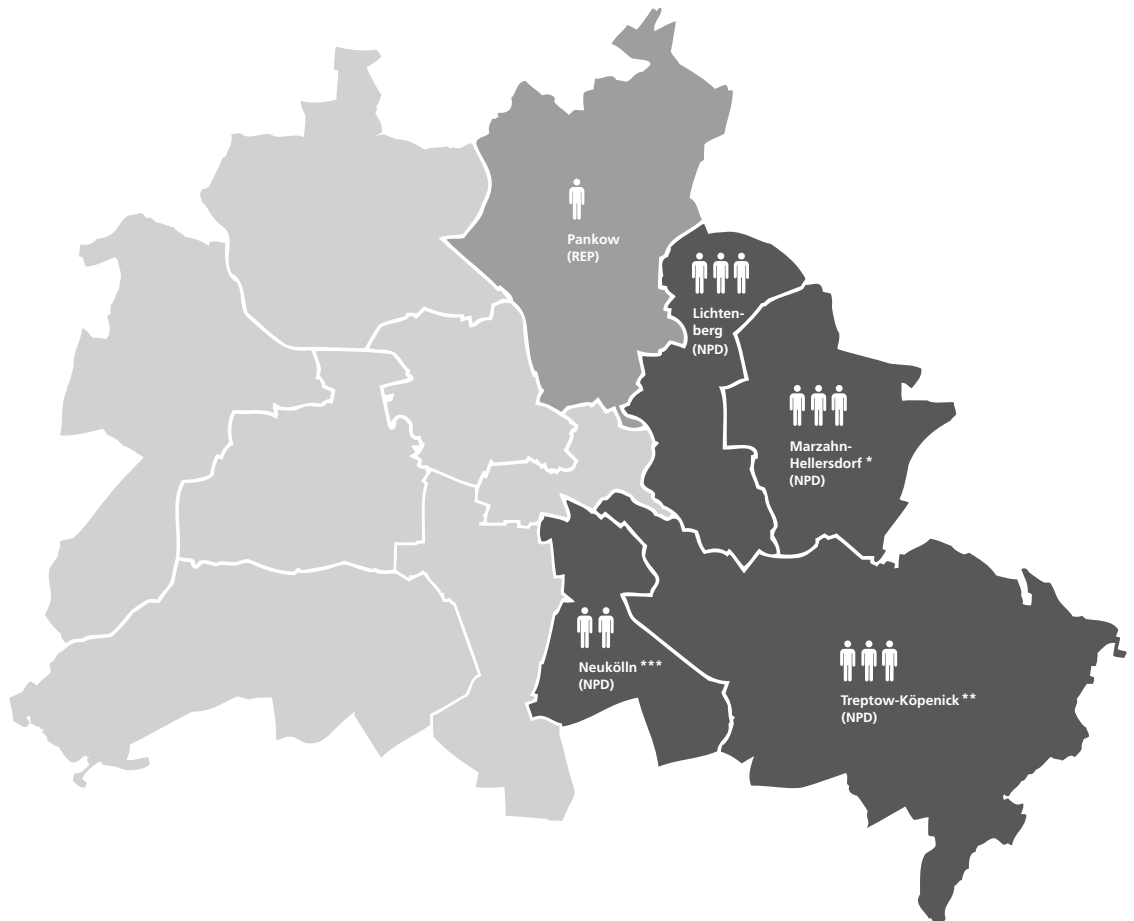 Pankow
(REP)
Lichten-
berg
(NPD)
Marzahn-
Hellersdorf *
(NPD)
Neukölln ***
(NPD)
Treptow-Köpenick **
(NPD)